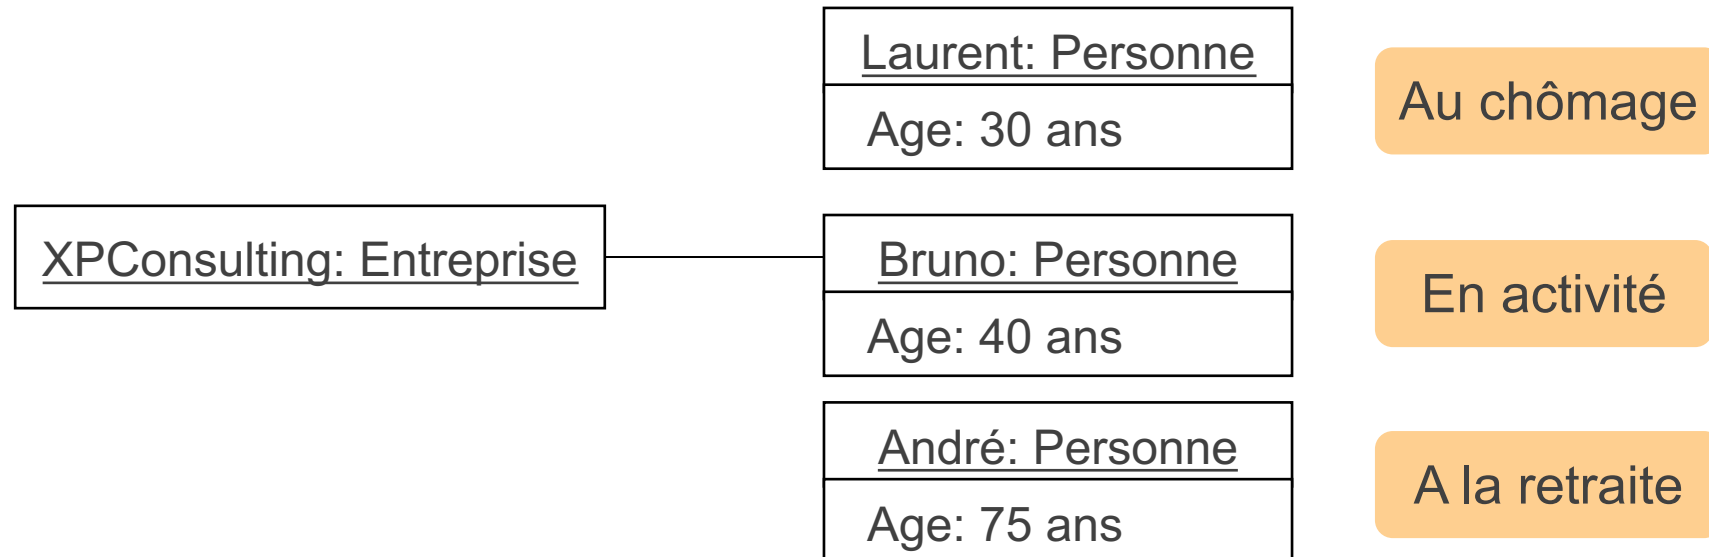 Laurent: Personne
Age: 30 ans
Au chômage
XPConsulting: Entreprise
Bruno: Personne
Age: 40 ans
En activité
André: Personne
Age: 75 ans
A la retraite